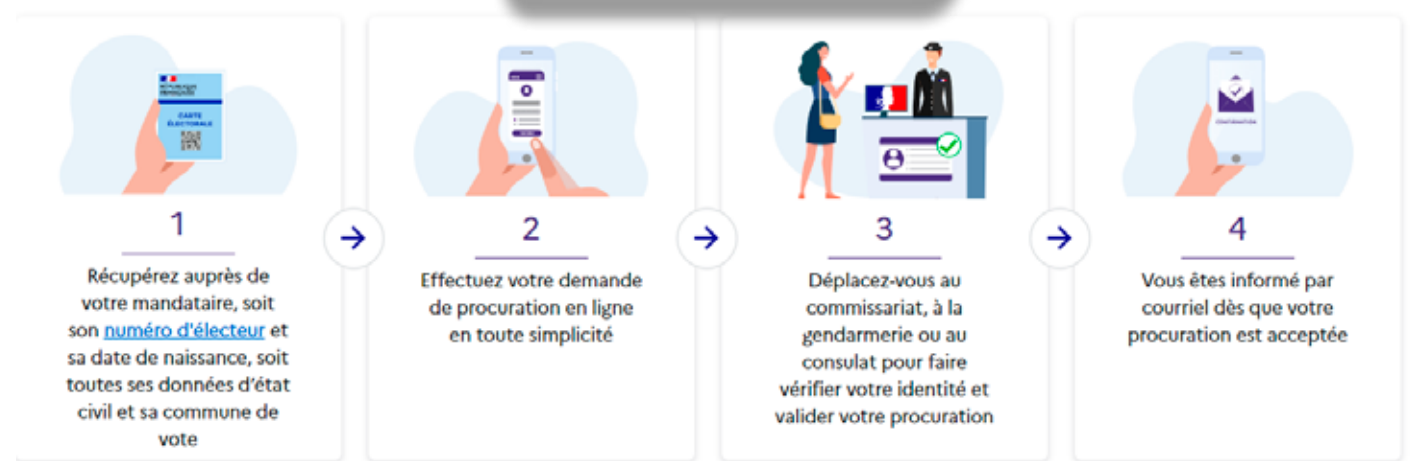 RÉPUBLIQUE
FRANÇAISE
CARTE
ÉLECTORALE
1
Récupérez auprès de
votre mandataire, soit
son numéro d'électeur et
sa date de naissance, soit
toutes ses données d'état
civil et sa commune de
vote
2
Effectuez votre demande
de procuration en ligne
en toute simplicité
3
Déplacez-vous au
commissariat, à la
gendarmerie ou au
consulat pour faire
vérifier votre identité et
valider votre procuration
CONFIRMATION
4
Vous êtes informé par
courriel dès que votre
procuration est acceptée